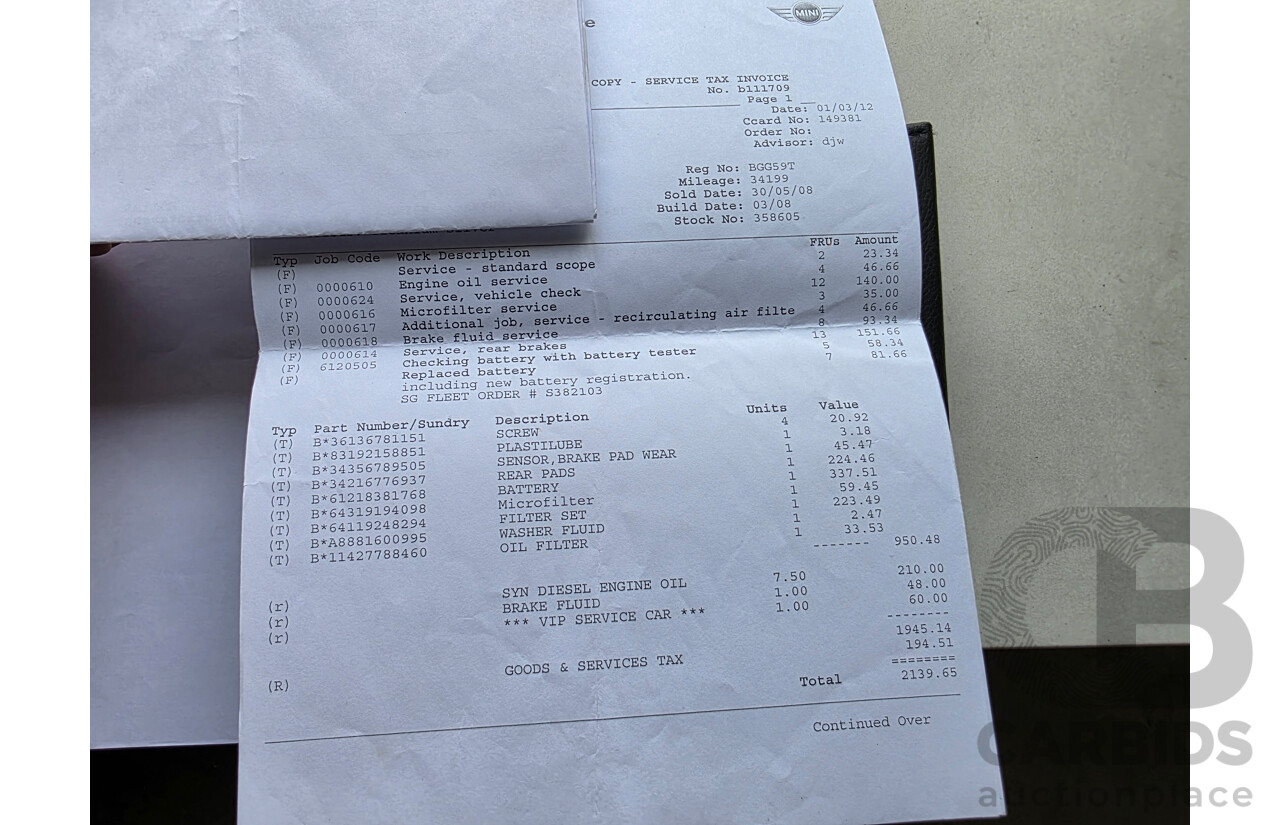 e
MINI
COPY - SERVICE TAX INVOICE
No. b111709
Page 1
Date: 01/03/12
Ccard No: 149381
Order No:
Advisor: djw
Reg No: BGG59T
Mileage: 34199
Sold Date: 30/05/08
Build Date: 03/08
Stock No: 358605
Typ Job Code Work Description FRUs Amount
(F) Service - standard scope 2 23.34
(F) 0000610 Engine oil service 4 46.66
(F) 0000624 Service, vehicle check 12 140.00
(F) 0000616 Microfilter service 3 35.00
(F) 0000617 Additional job, service - recirculating air filte 4 46.66
(F) 0000618 Brake fluid service 8 93.34
(F) 0000614 Service, rear brakes 13 151.66
(F) 6120505 Checking battery with battery tester 5 58.34
(F) Replaced battery 7 81.66
including new battery registration.
SG FLEET ORDER # S382103
Typ Part Number/Sundry Description Units Value
(T) B*36136781151 SCREW 4 20.92
(T) B*83192158851 PLASTILUBE 1 3.18
(T) B*34356789505 SENSOR,BRAKE PAD WEAR 1 45.47
(T) B*34216776937 REAR PADS 1 224.46
(T) B*61218381768 BATTERY 1 337.51
(T) B*64319194098 Microfilter 1 59.45
(T) B*64119248294 FILTER SET 1 223.49
(T) B*A8881600995 WASHER FLUID 1 2.47
(T) B*11427788460 OIL FILTER 1 33.53
------- 950.48
(r) SYN DIESEL ENGINE OIL 7.50 210.00
(r) BRAKE FLUID 1.00 48.00
(r) *** VIP SERVICE CAR *** 1.00 60.00
--------
1945.14
(R) GOODS & SERVICES TAX 194.51
========
Total 2139.65
Continued Over
CB
CARBIDS
auctionplace